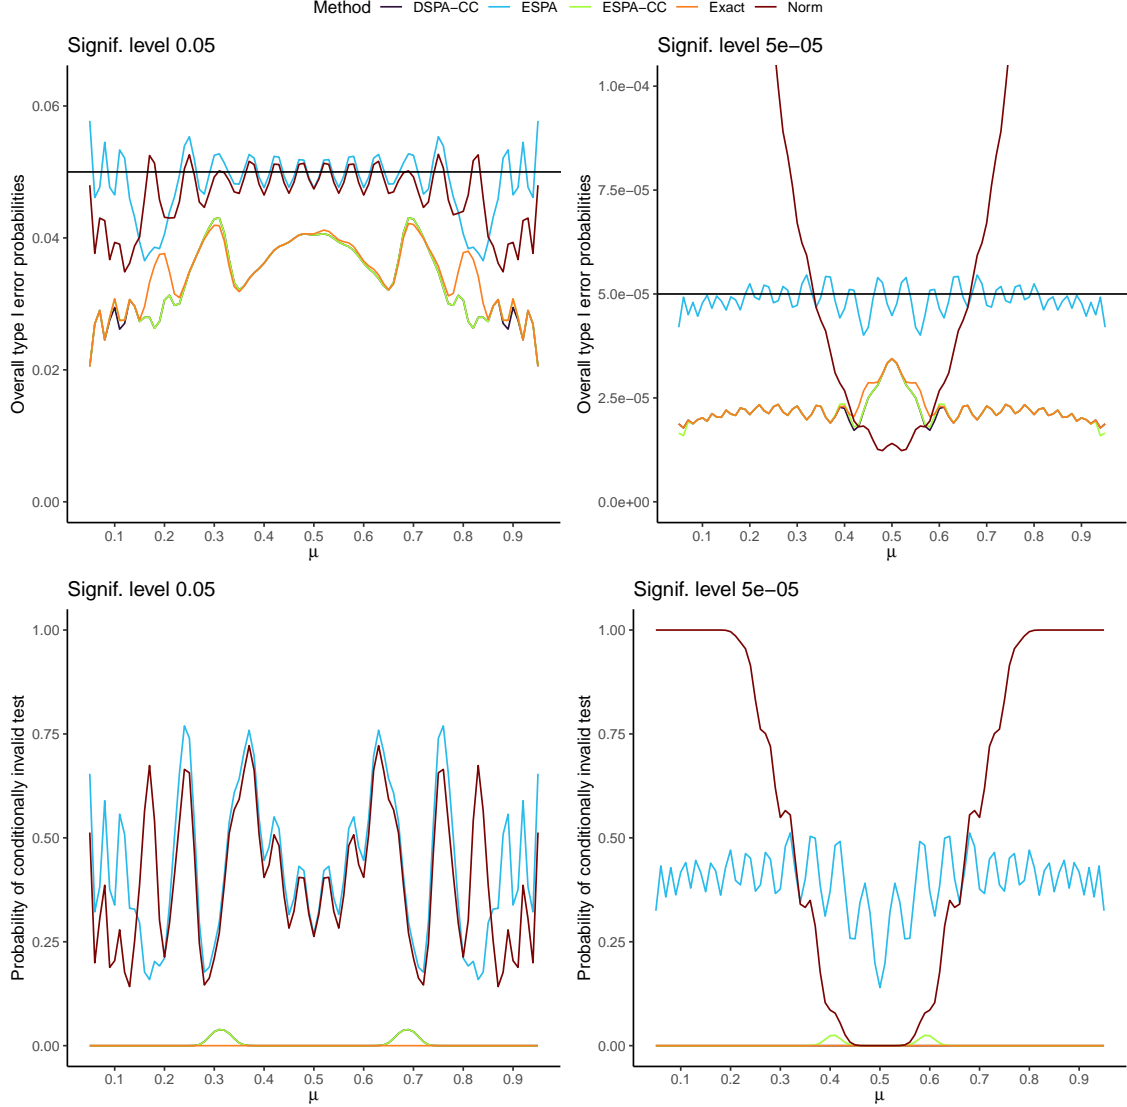 Method DSPA−CC ESPA ESPA−CC Exact Norm
Signif. level 0.05
Overall type I error probabilities
0.06
0.04
0.02
0.00
0.1 0.2 0.3 0.4 0.5 0.6 0.7 0.8 0.9
μ
Signif. level 5e−05
Overall type I error probabilities
1.0e−04
7.5e−05
5.0e−05
2.5e−05
0.0e+00
0.1 0.2 0.3 0.4 0.5 0.6 0.7 0.8 0.9
μ
Signif. level 0.05
Probability of conditionally invalid test
1.00
0.75
0.50
0.25
0.00
0.1 0.2 0.3 0.4 0.5 0.6 0.7 0.8 0.9
μ
Signif. level 5e−05
Probability of conditionally invalid test
1.00
0.75
0.50
0.25
0.00
0.1 0.2 0.3 0.4 0.5 0.6 0.7 0.8 0.9
μ